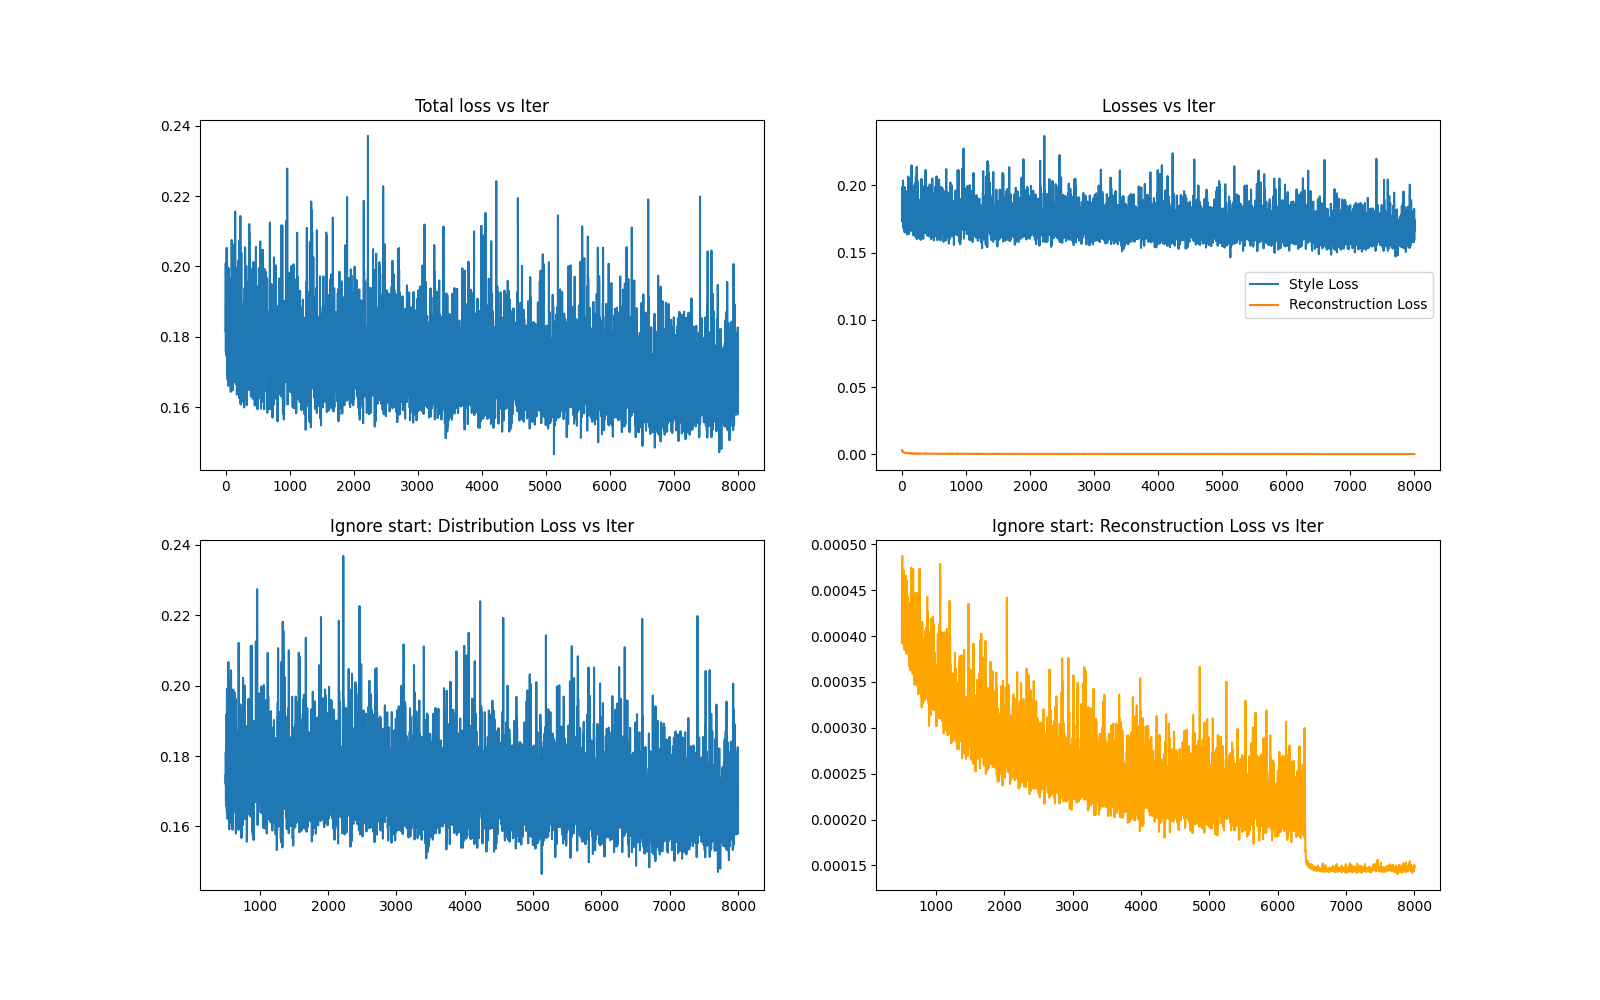 Total loss vs Iter
0.24
0.22
0.20
0.18
0.16
0 1000 2000 3000 4000 5000 6000 7000 8000
Losses vs Iter
0.20
0.15
0.10
0.05
0.00
Style Loss
Reconstruction Loss
0 1000 2000 3000 4000 5000 6000 7000 8000
Ignore start: Distribution Loss vs Iter
0.24
0.22
0.20
0.18
0.16
1000 2000 3000 4000 5000 6000 7000 8000
Ignore start: Reconstruction Loss vs Iter
0.00050
0.00045
0.00040
0.00035
0.00030
0.00025
0.00020
0.00015
1000 2000 3000 4000 5000 6000 7000 8000